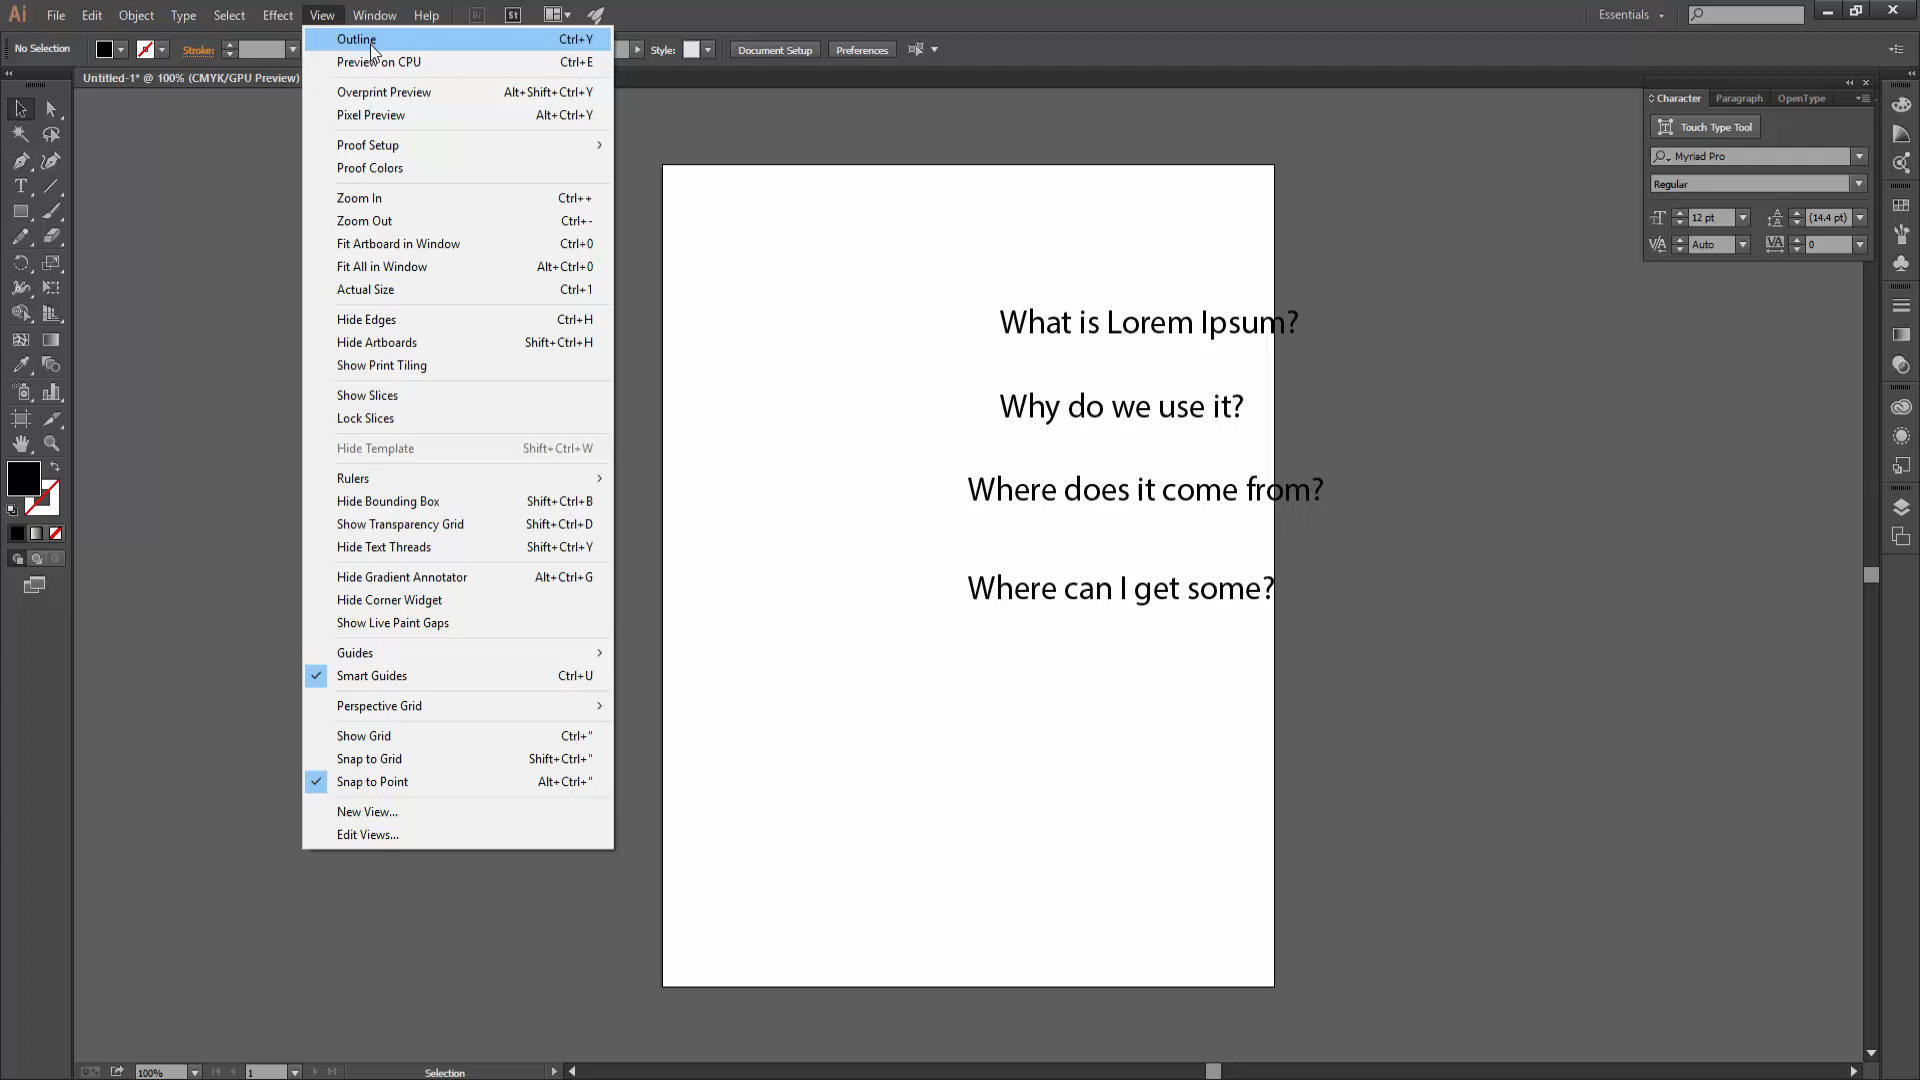 Ai File Edit Object Type Select Effect View Window Help Br St Essentials
No Selection Stroke: Style: Document Setup Preferences
Untitled-1* @ 100% (CMYK/GPU Preview)
Outline Ctrl+Y
Preview on CPU Ctrl+E
Overprint Preview Alt+Shift+Ctrl+Y
Pixel Preview Alt+Ctrl+Y
Proof Setup
Proof Colors
Zoom In Ctrl++
Zoom Out Ctrl+-
Fit Artboard in Window Ctrl+0
Fit All in Window Alt+Ctrl+0
Actual Size Ctrl+1
Hide Edges Ctrl+H
Hide Artboards Shift+Ctrl+H
Show Print Tiling
Show Slices
Lock Slices
Hide Template Shift+Ctrl+W
Rulers
Hide Bounding Box Shift+Ctrl+B
Show Transparency Grid Shift+Ctrl+D
Hide Text Threads Shift+Ctrl+Y
Hide Gradient Annotator Alt+Ctrl+G
Hide Corner Widget
Show Live Paint Gaps
Guides
Smart Guides Ctrl+U
Perspective Grid
Show Grid Ctrl+"
Snap to Grid Shift+Ctrl+"
Snap to Point Alt+Ctrl+"
New View...
Edit Views...
What is Lorem Ipsum?
Why do we use it?
Where does it come from?
Where can I get some?
Character Paragraph OpenType
Touch Type Tool
Myriad Pro
Regular
12 pt (14.4 pt)
Auto 0
100% 1 Selection